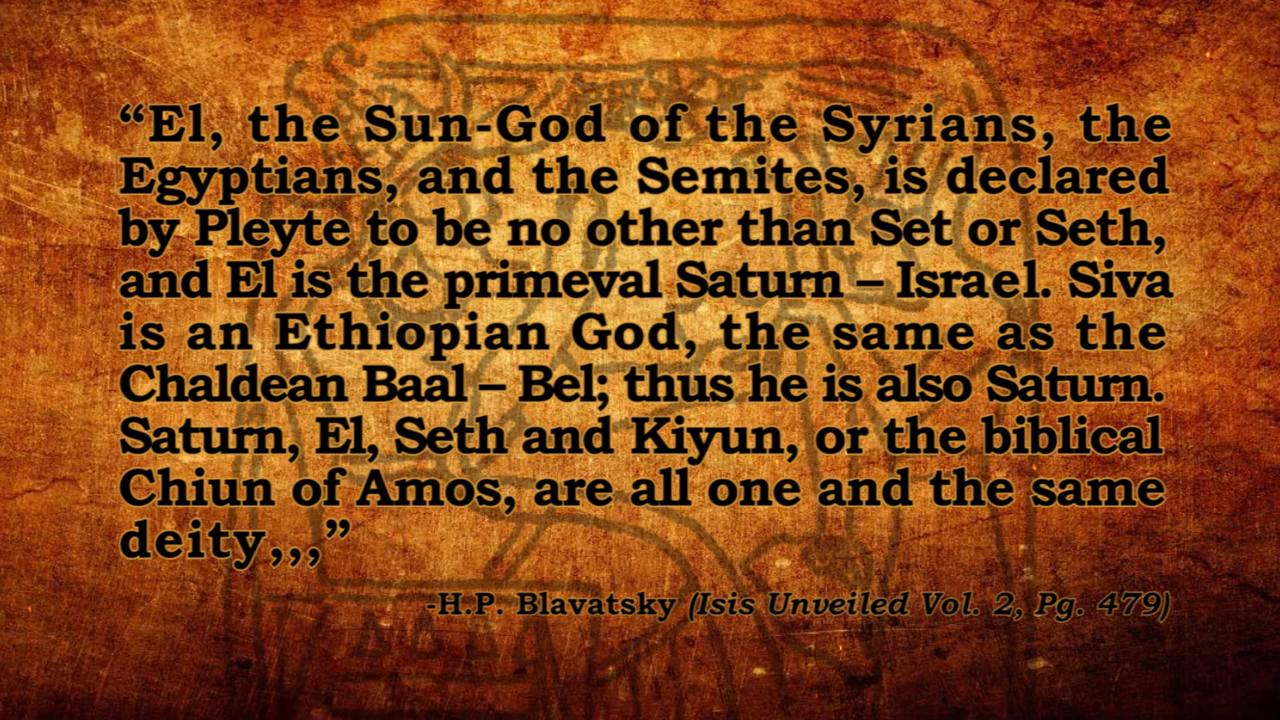 “El, the Sun-God of the Syrians, the
Egyptians, and the Semites, is declared
by Pleyte to be no other than Set or Seth,
and El is the primeval Saturn – Israel. Siva
is an Ethiopian God, the same as the
Chaldean Baal – Bel; thus he is also Saturn.
Saturn, El, Seth and Kiyun, or the biblical
Chiun of Amos, are all one and the same
deity,,,”
-H.P. Blavatsky (Isis Unveiled Vol. 2, Pg. 479)